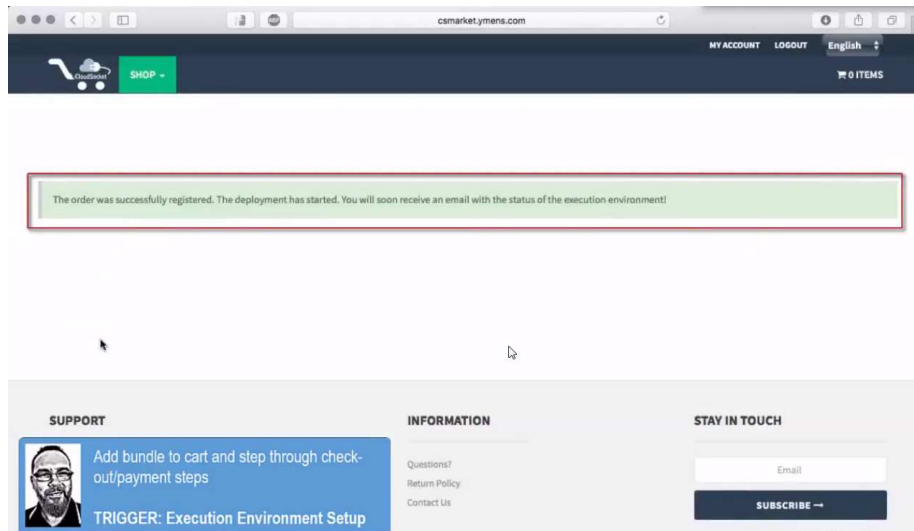 csmarket.ymens.com
MY ACCOUNT LOGOUT English
CloudSocket SHOP
0 ITEMS
The order was successfully registered. The deployment has started. You will soon receive an email with the status of the execution environment!
SUPPORT
INFORMATION
STAY IN TOUCH
Add bundle to cart and step through check-
out/payment steps
TRIGGER: Execution Environment Setup
Questions?
Return Policy
Contact Us
Email
SUBSCRIBE →